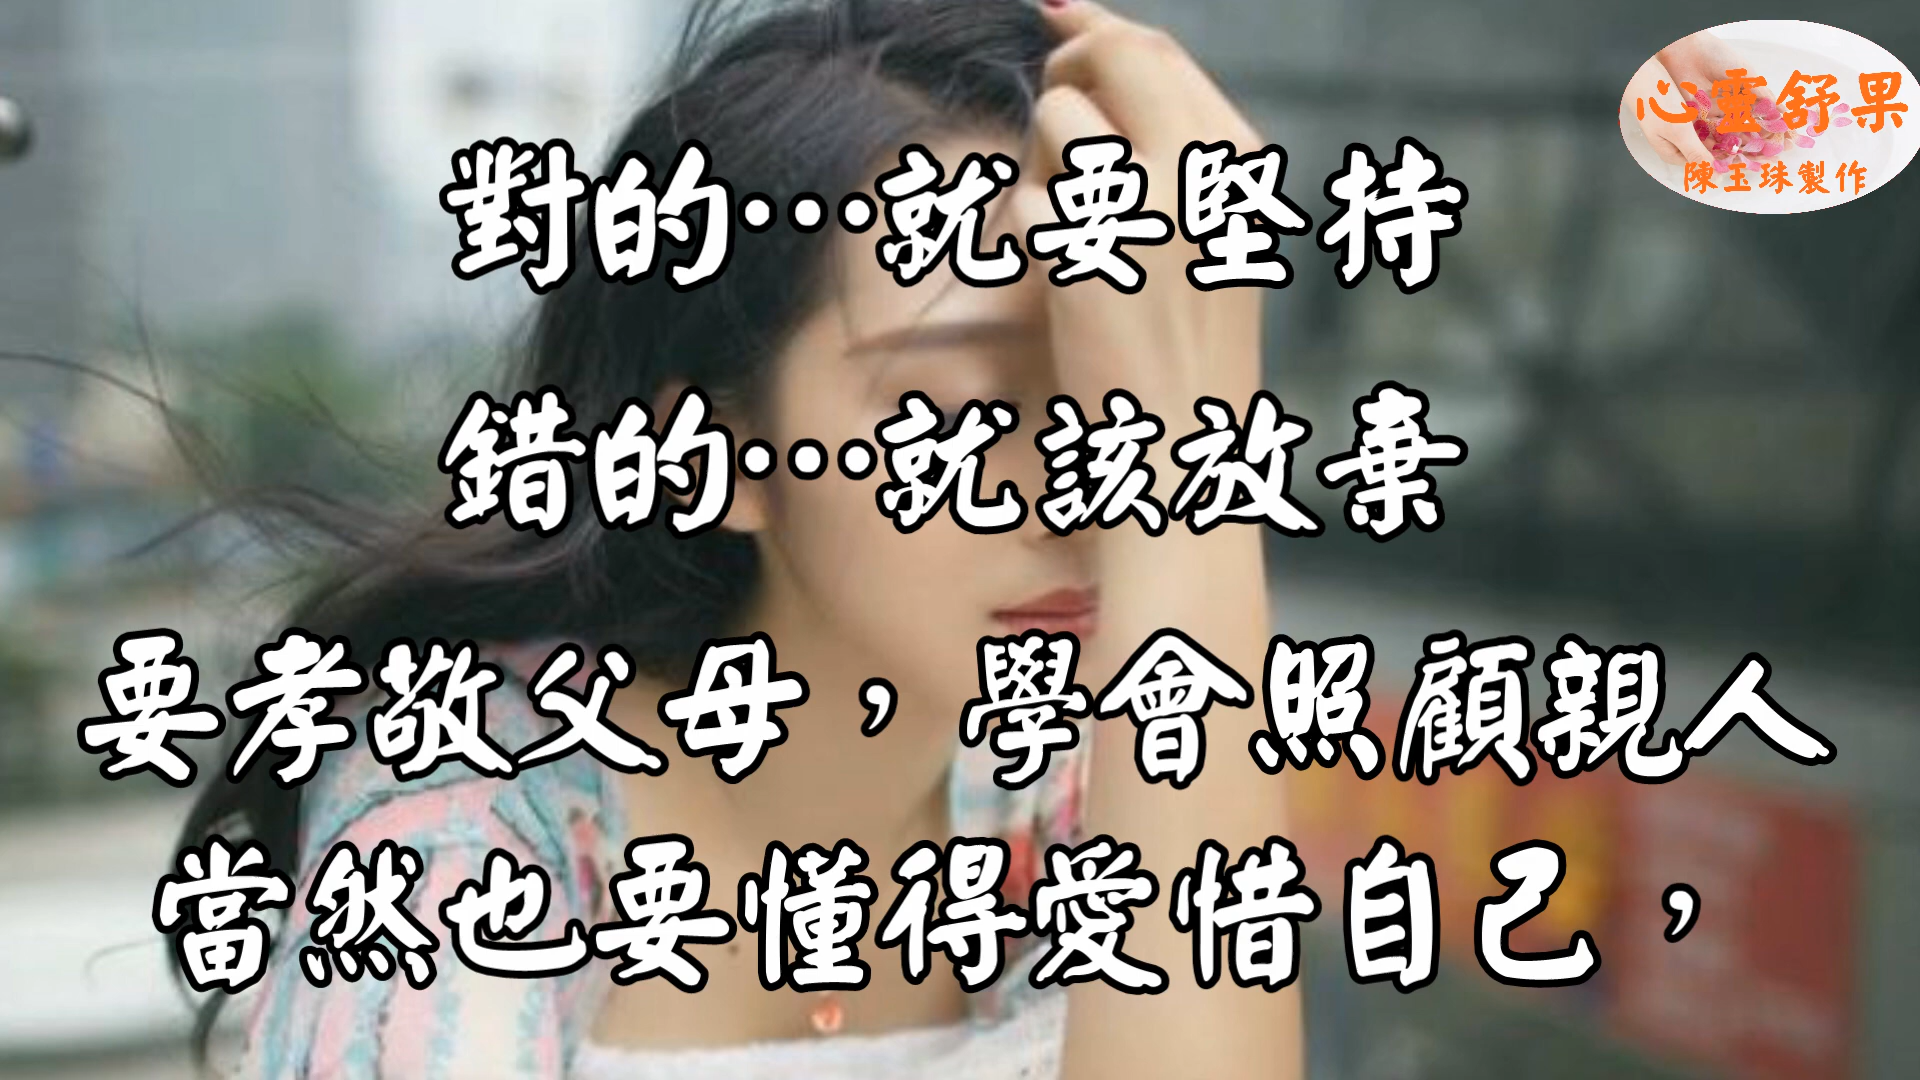 心靈舒果
陳玉珠製作
對的…就要堅持
錯的…就該放棄
要孝敬父母，學會照顧親人
當然也要懂得愛惜自己，